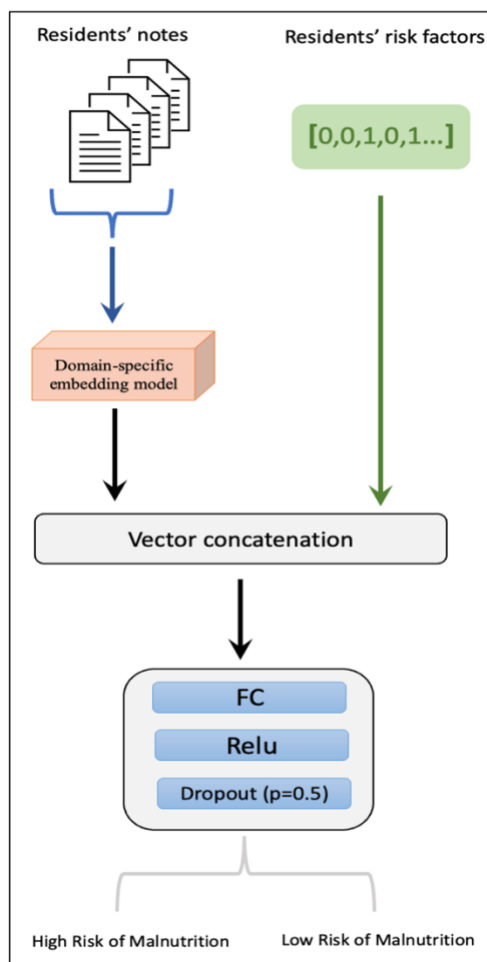 Residents' notes
Residents' risk factors
[0,0,1,0,1...]
Domain-specific
embedding model
Vector concatenation
FC
Relu
Dropout (p=0.5)
High Risk of Malnutrition
Low Risk of Malnutrition